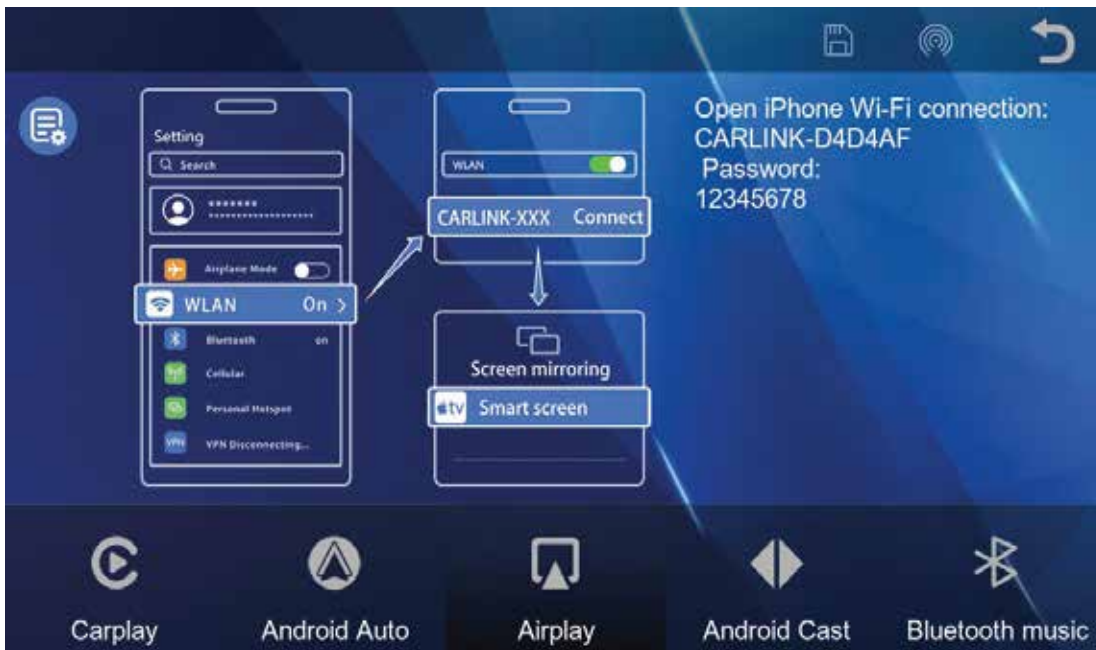 Setting
Search
*******
*******************
Airplane Mode
WLAN On >
Bluetooth on
Cellular
Personal Hotspot
VPN VPN Disconnecting...
WLAN
CARLINK-XXX Connect
Screen mirroring
tv Smart screen
Open iPhone Wi-Fi connection:
CARLINK-D4D4AF
Password:
12345678
Carplay Android Auto Airplay Android Cast Bluetooth music